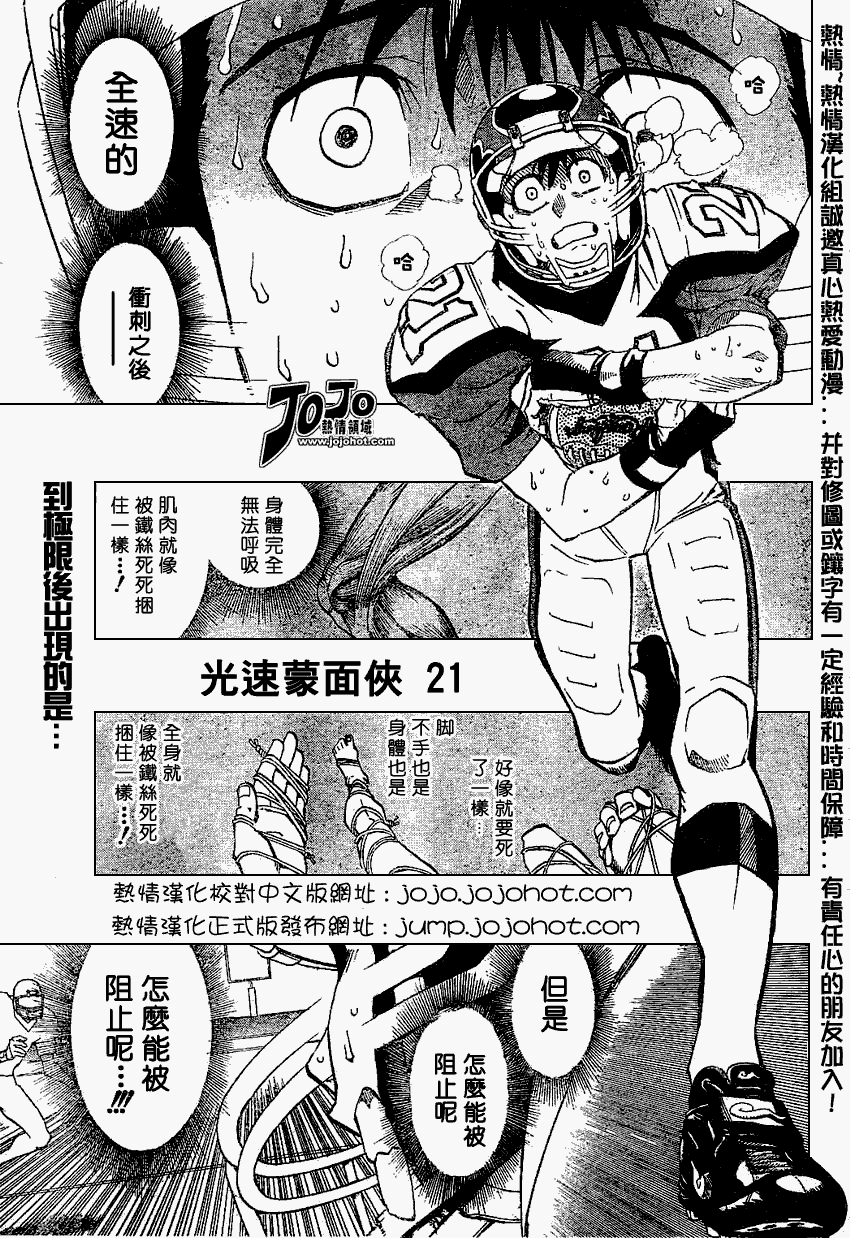 熱情~熱情漢化組誠邀真心熱愛動漫...并對修圖或鑲字有一定經驗和時間保障...有責任心的朋友加入！
哈
哈
全速的
衝刺之後
——
JOJO
熱情領域
www.jojohot.com
21
2
身體完全
無法呼吸
肌肉就像
被鐵絲死死捆
住一樣…！
到極限後出現的是…
光速蒙面俠 21
好像就要死
了一樣…
脚
不手也是
身體也是
全身就
像被鐵絲死死
捆住一樣…！
熱情漢化校對中文版網址：jojo.jojohot.com
熱情漢化正式版發布網址：jump.jojohot.com
但是
怎麼能被
阻止呢
怎麼能被
阻止呢…!!!